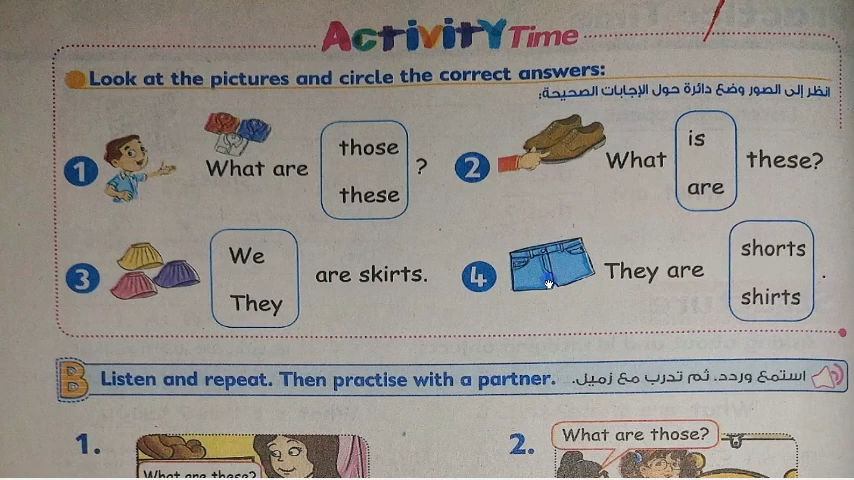 ACTIVITY Time
Look at the pictures and circle the correct answers:
انظر إلى الصور وضع دائرة حول الإجابات الصحيحة:
1 What are those these ?
2 What is are these?
3 We They are skirts.
4 They are shorts shirts .
B Listen and repeat. Then practise with a partner. استمع وردد. ثم تدرب مع زميل.
1.
What are these?
2.
What are those?